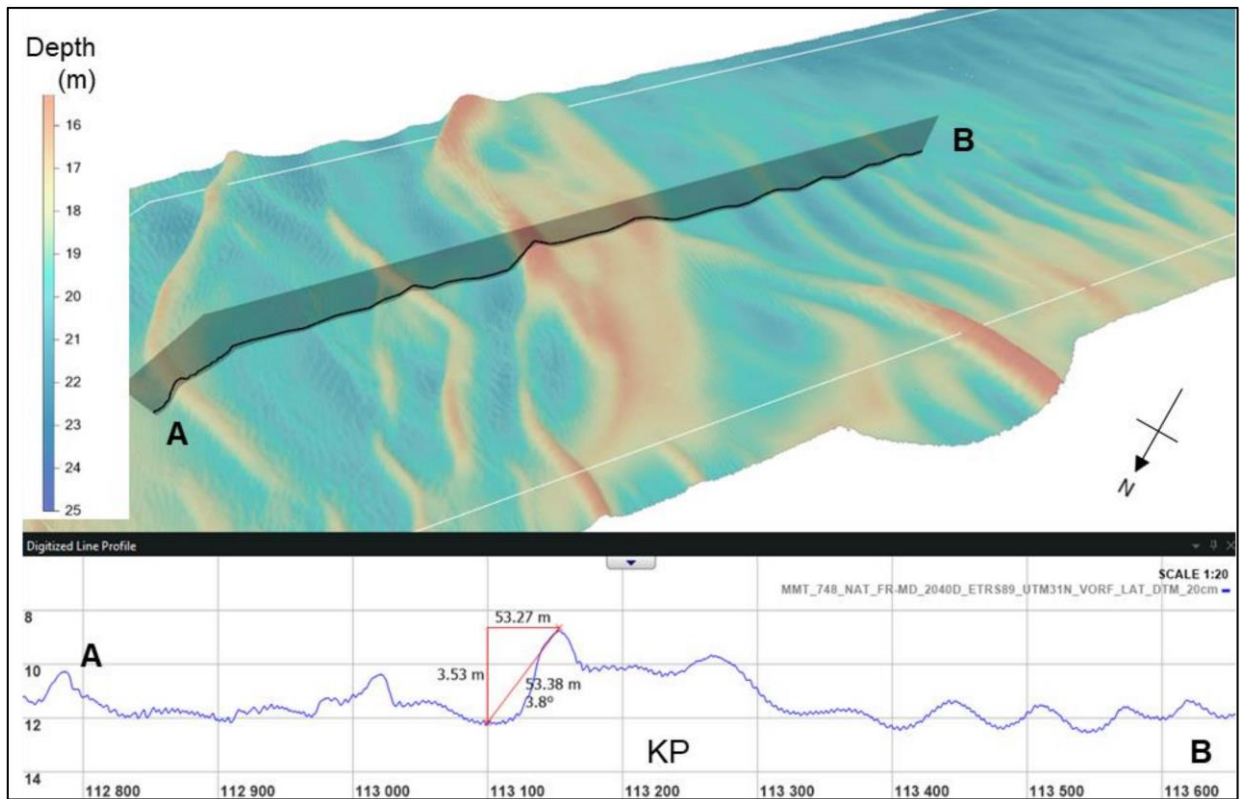 Depth
(m)
16
17
18
19
20
21
22
23
24
25
A
B
N
Digitized Line Profile
SCALE 1:20
MMT_748_NAT_FR-MD_2040D_ETRS89_UTM31N_VORF_LAT_DTM_20cm
8
10
12
14
A
53.27 m
3.53 m
53.38 m
3.8°
KP
B
112 800
112 900
113 000
113 100
113 200
113 300
113 400
113 500
113 600